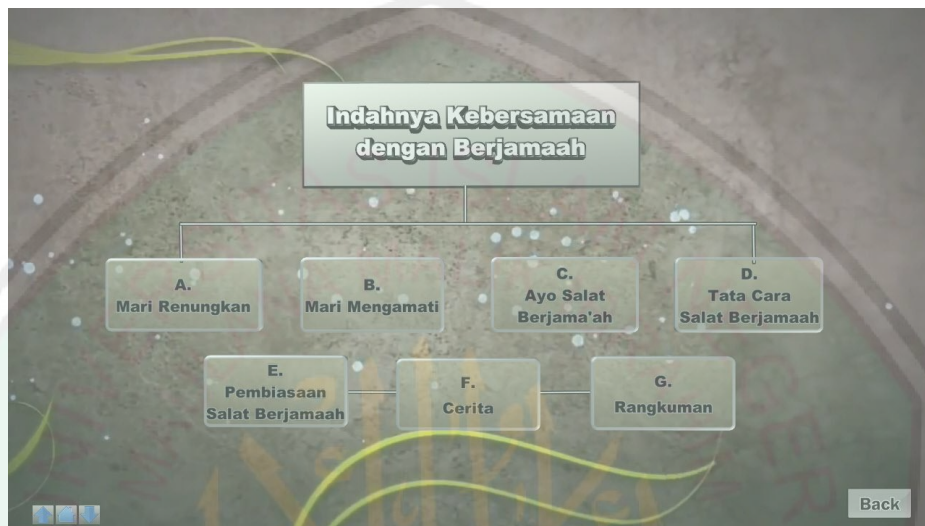 Indahnya Kebersamaan
dengan Berjamaah
A.
Mari Renungkan
B.
Mari Mengamati
C.
Ayo Salat
Berjama'ah
D.
Tata Cara
Salat Berjamaah
E.
Pembiasaan
Salat Berjamaah
F.
Cerita
G.
Rangkuman
Back